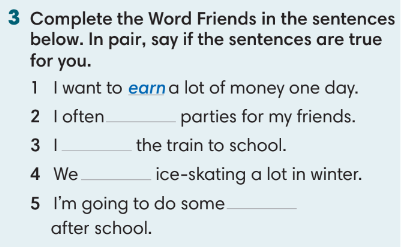 3 Complete the Word Friends in the sentences
below. In pair, say if the sentences are true
for you.
1 I want to earn a lot of money one day.
2 I often ________ parties for my friends.
3 I ________ the train to school.
4 We ________ ice-skating a lot in winter.
5 I'm going to do some ________
after school.